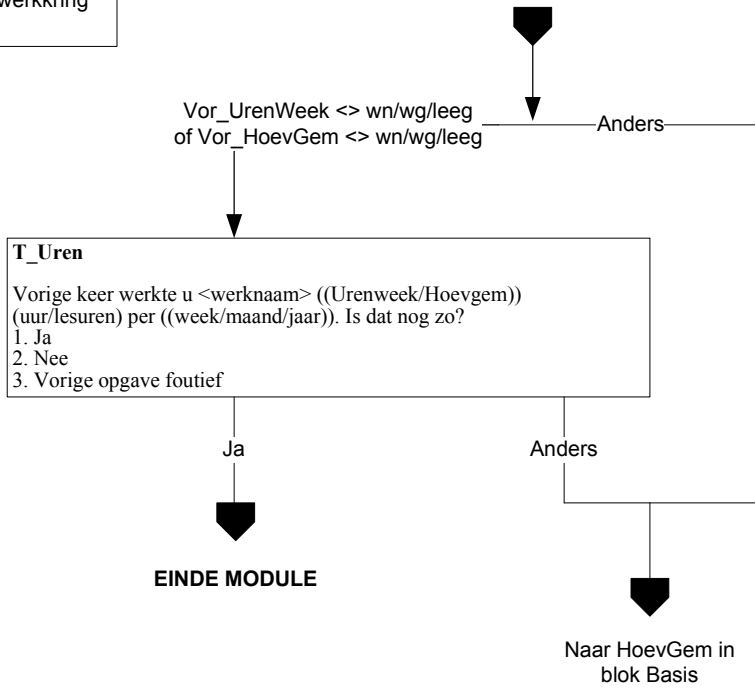 werkkring
Vor_UrenWeek <> wn/wg/leeg
of Vor_HoevGem <> wn/wg/leeg
Anders
T_Uren
Vorige keer werkte u <werknaam> ((Urenweek/Hoevgem))
(uur/lesuren) per ((week/maand/jaar)). Is dat nog zo?
1. Ja
2. Nee
3. Vorige opgave foutief
Ja
Anders
EINDE MODULE
Naar HoevGem in
blok Basis